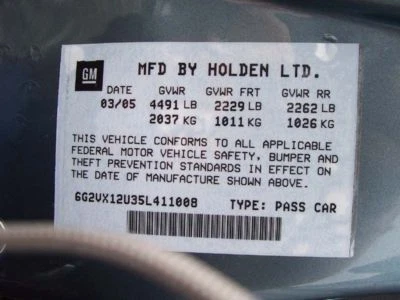 GM
MFD BY HOLDEN LTD.
DATE GVWR GVWR FRT GVWR RR
03/05 4491 LB 2229 LB 2262 LB
2037 KG 1011 KG 1026 KG
THIS VEHICLE CONFORMS TO ALL APPLICABLE
FEDERAL MOTOR VEHICLE SAFETY, BUMPER AND
THEFT PREVENTION STANDARDS IN EFFECT ON
THE DATE OF MANUFACTURE SHOWN ABOVE.
6G2VX12U35L411008 TYPE: PASS CAR